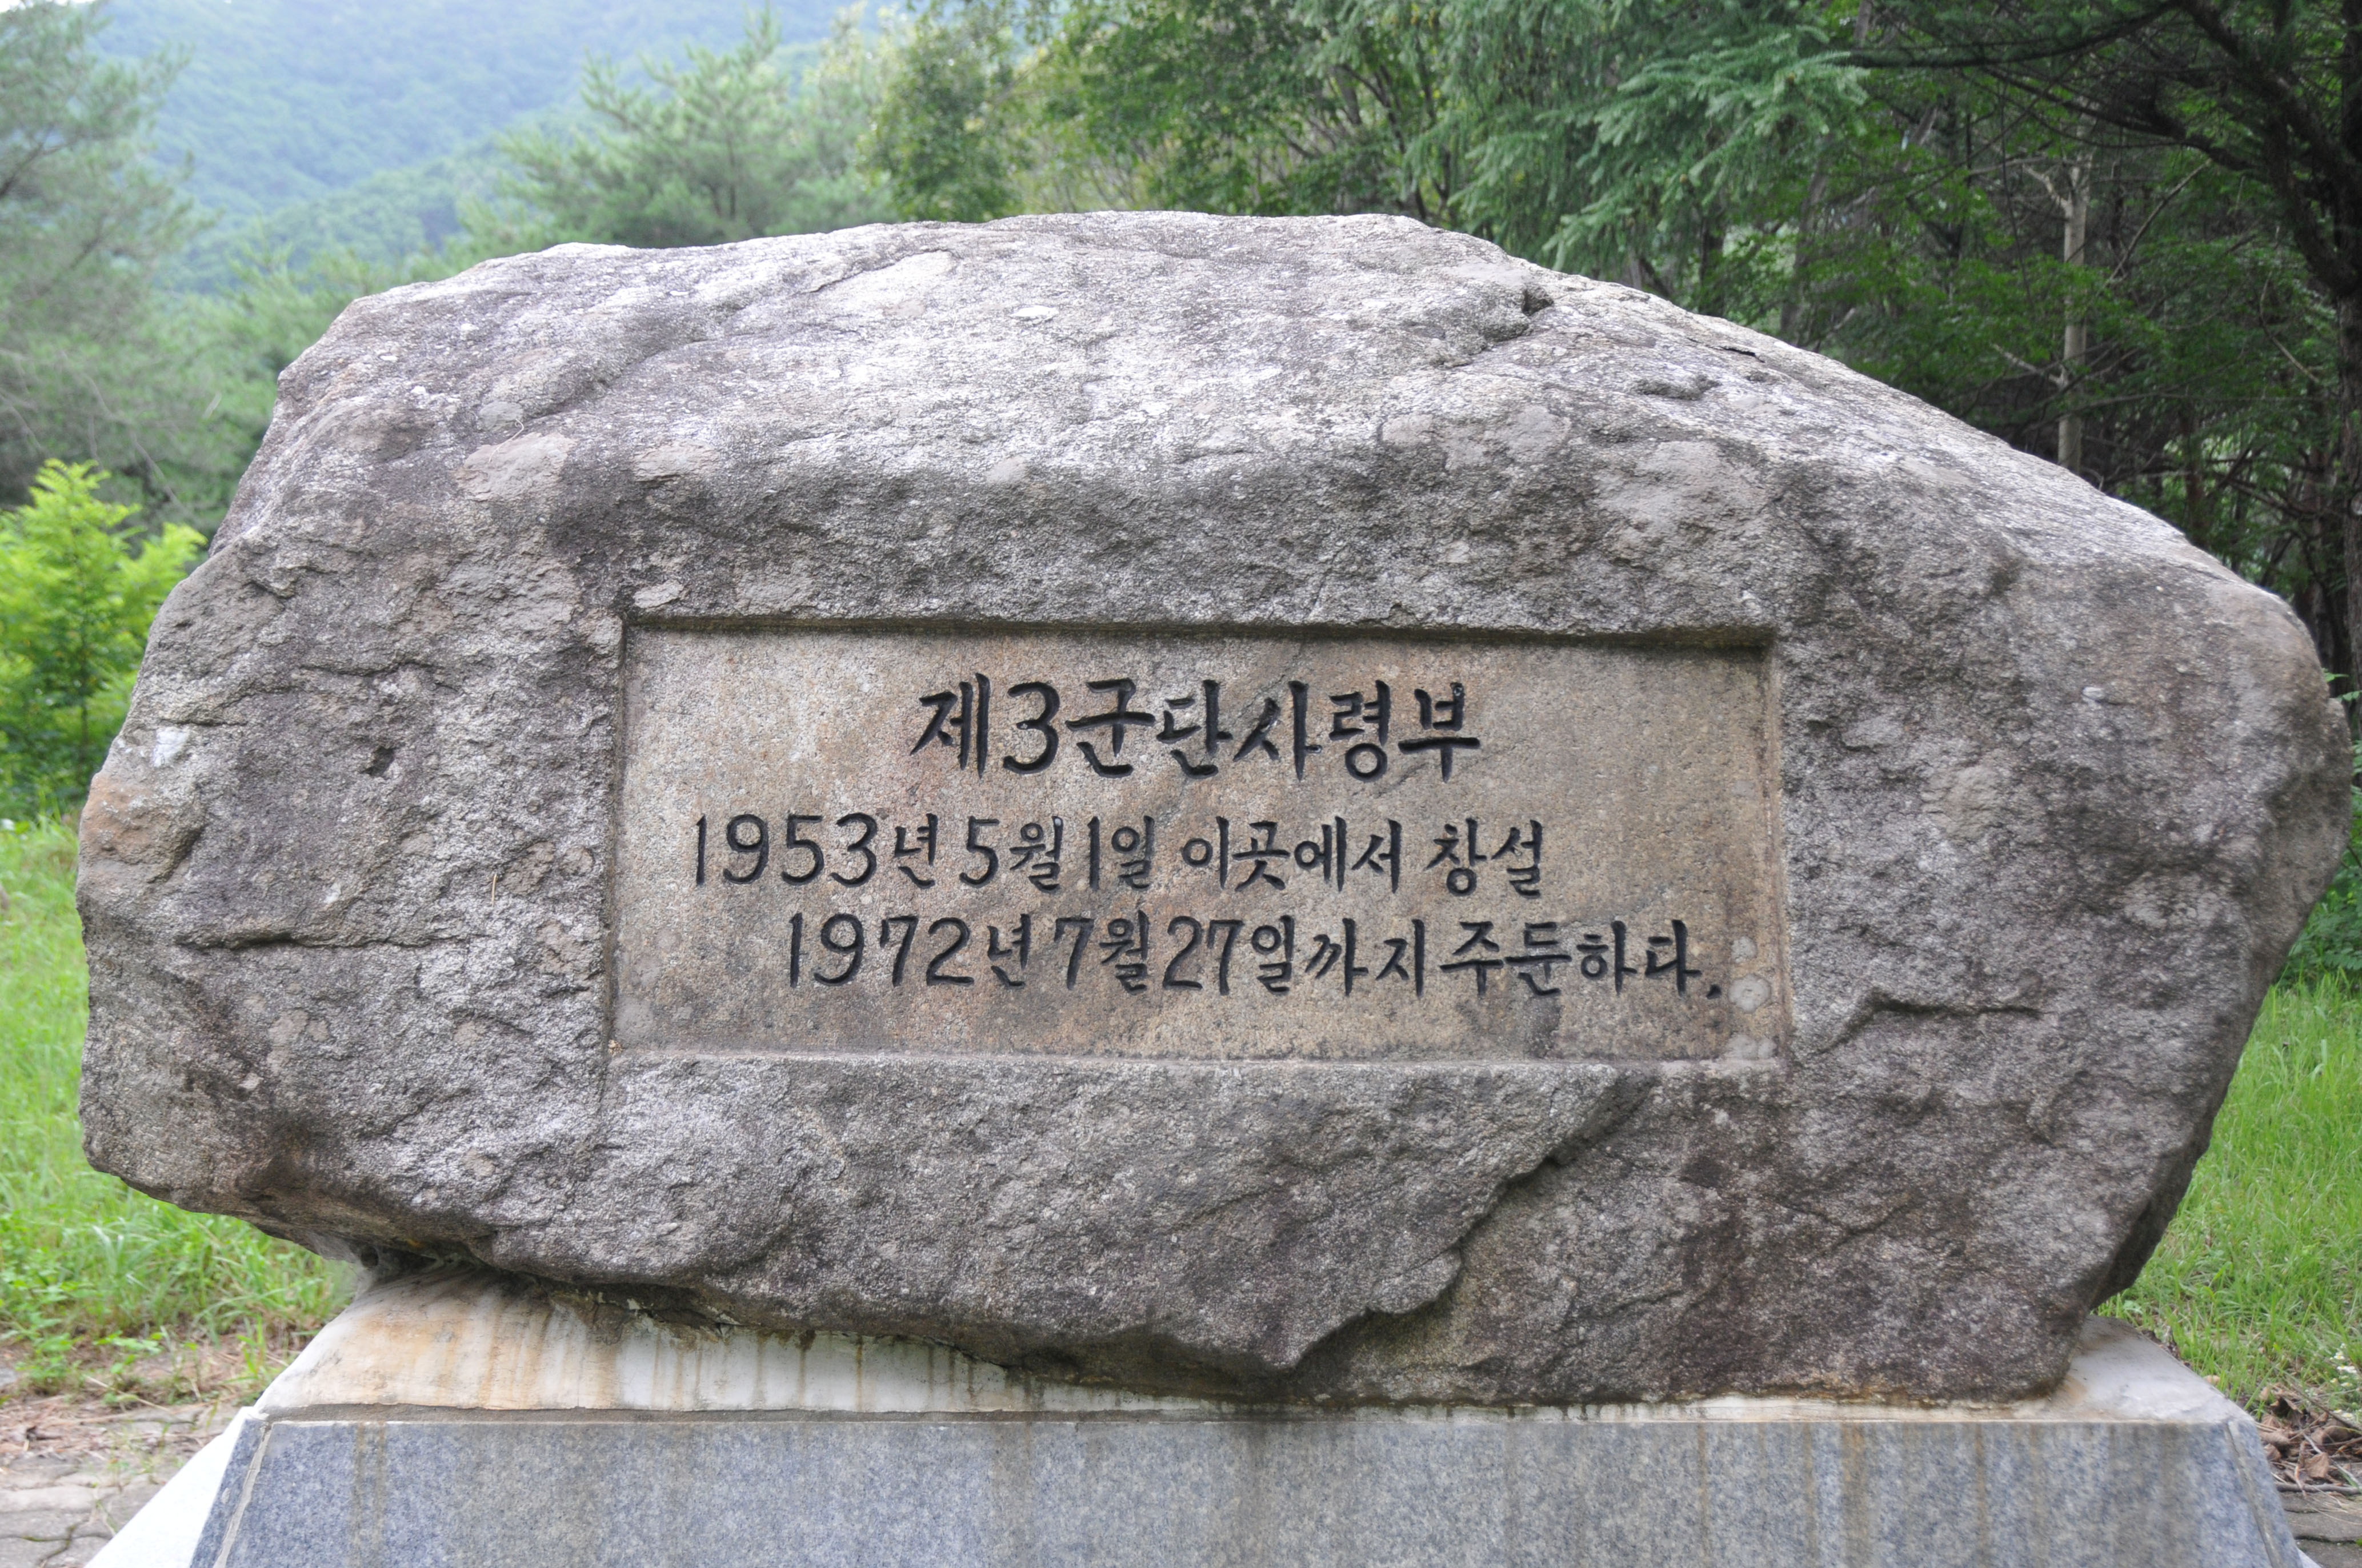 제3군단사령부
1953년 5월 1일 이곳에서 창설
1972년 7월 27일까지 주둔하다.